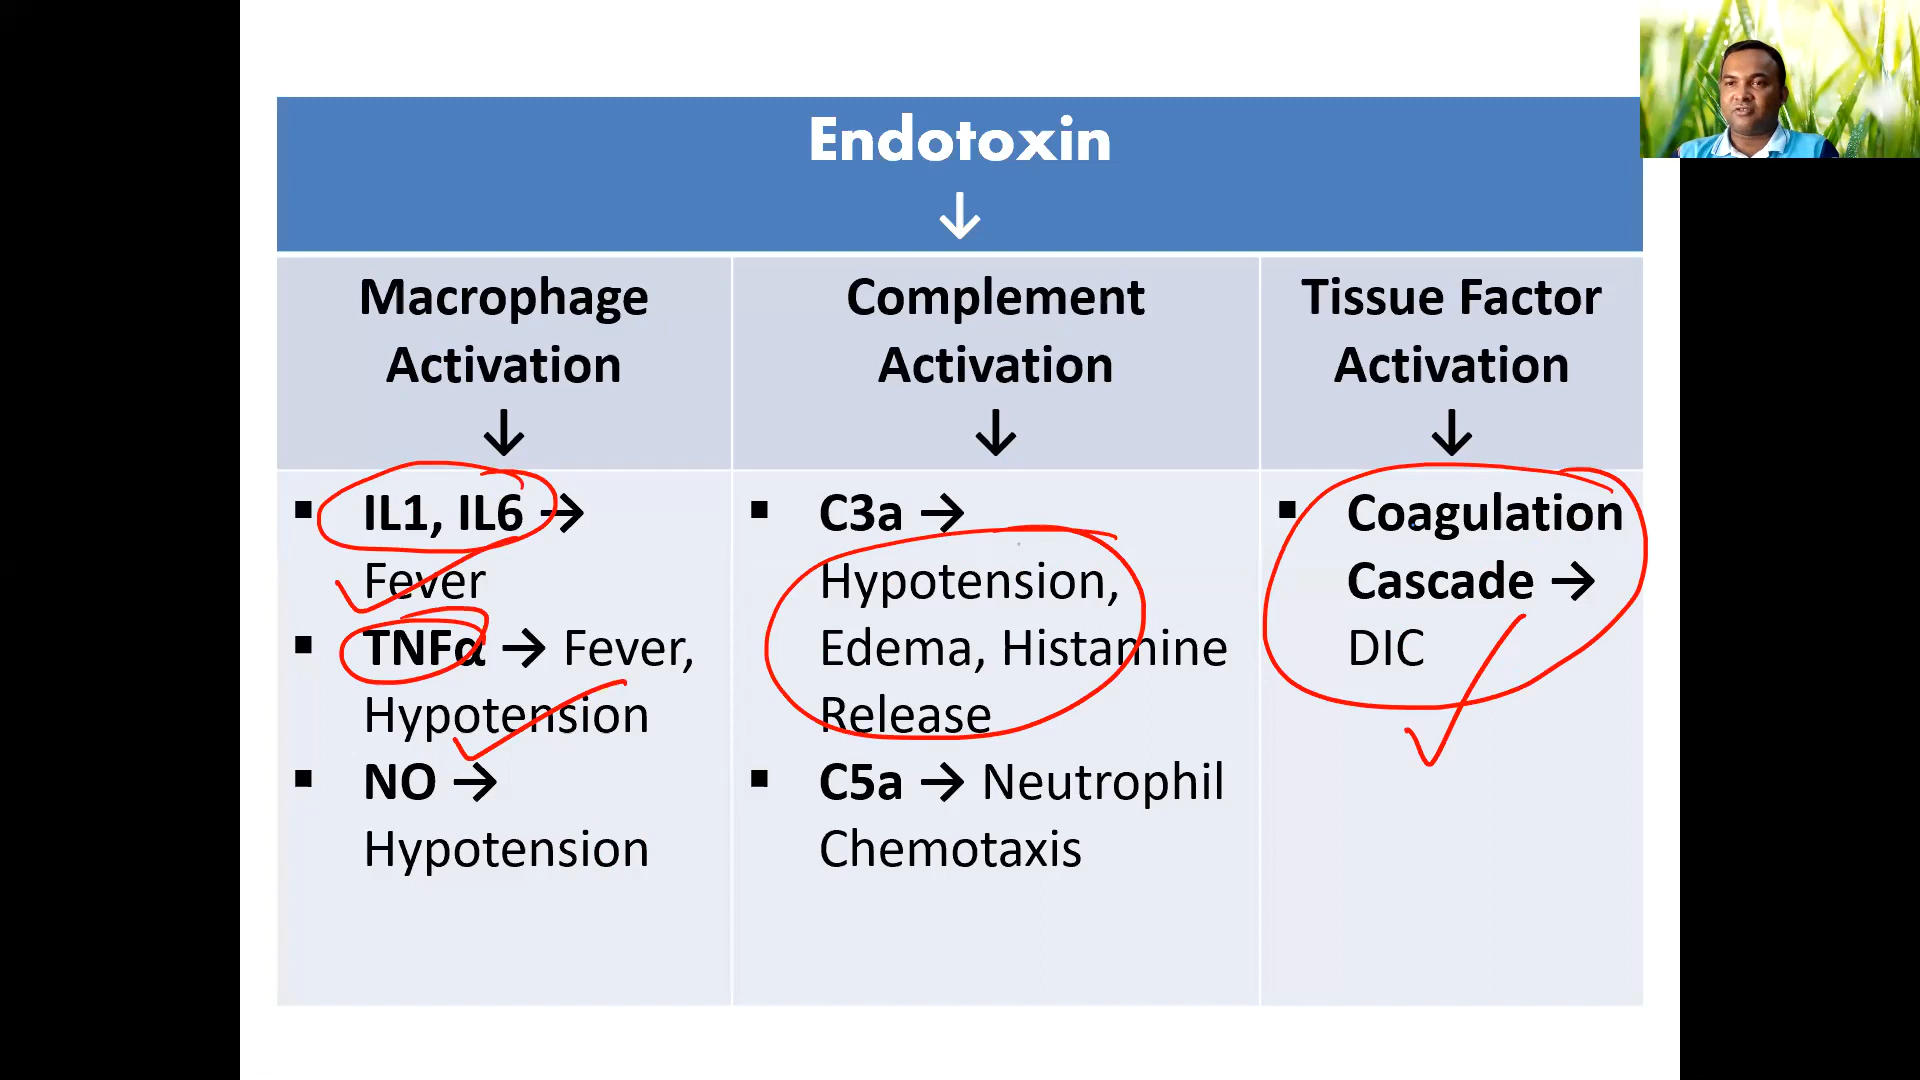 Endotoxin
↓
Macrophage
Activation
↓
▪ IL1, IL6 →
Fever
▪ TNFα → Fever,
Hypotension
▪ NO →
Hypotension
Complement
Activation
↓
▪ C3a →
Hypotension,
Edema, Histamine
Release
▪ C5a → Neutrophil
Chemotaxis
Tissue Factor
Activation
↓
▪ Coagulation
Cascade →
DIC